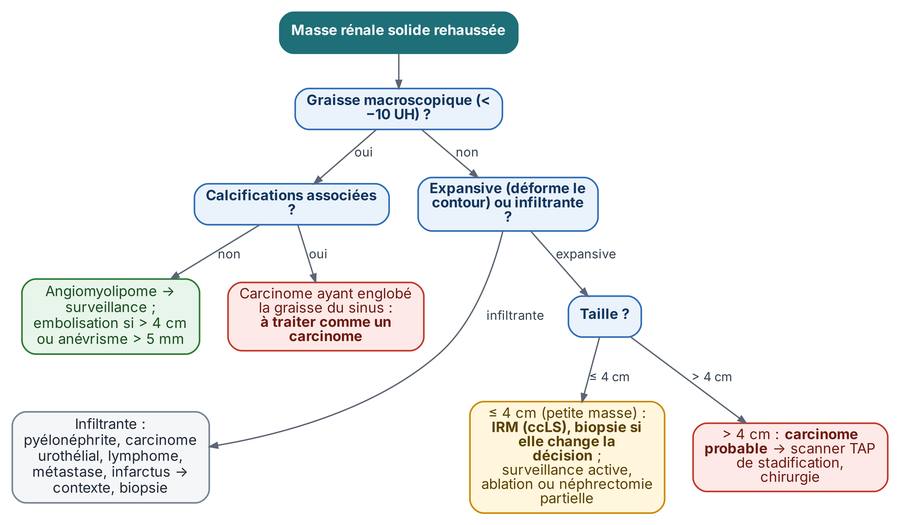 Masse rénale solide rehaussée
Graisse macroscopique (<
−10 UH) ?
oui
non
Calcifications associées
?
Expansive (déforme le
contour) ou infiltrante
?
non
oui
expansive
Angiomyolipome →
surveillance ;
embolisation si > 4 cm
ou anévrisme > 5 mm
Carcinome ayant englobé
la graisse du sinus :
à traiter comme un
carcinome
infiltrante
Taille ?
≤ 4 cm
> 4 cm
Infiltrante :
pyélonéphrite, carcinome
urothélial, lymphome,
métastase, infarctus →
contexte, biopsie
≤ 4 cm (petite masse) :
IRM (ccLS), biopsie si
elle change la
décision ;
surveillance active,
ablation ou néphrectomie
partielle
> 4 cm : carcinome
probable → scanner TAP
de stadification,
chirurgie